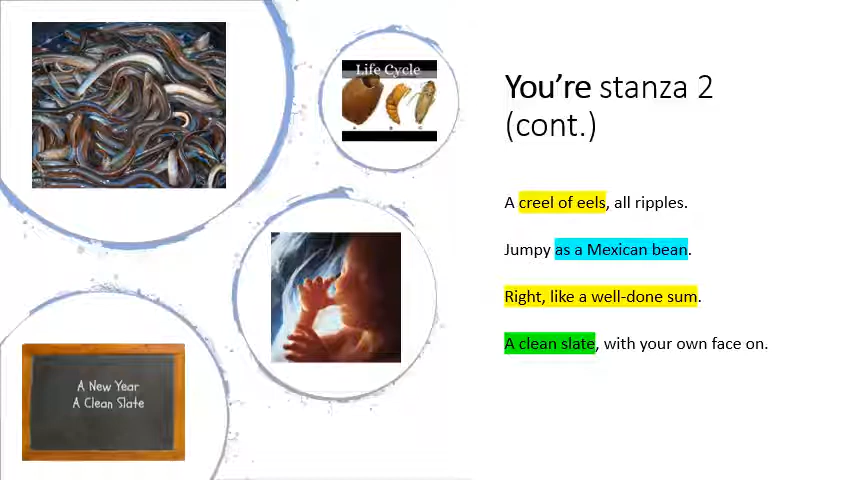 Life Cycle
A New Year
A Clean Slate
You're stanza 2
(cont.)
A creel of eels, all ripples.
Jumpy as a Mexican bean.
Right, like a well-done sum.
A clean slate, with your own face on.